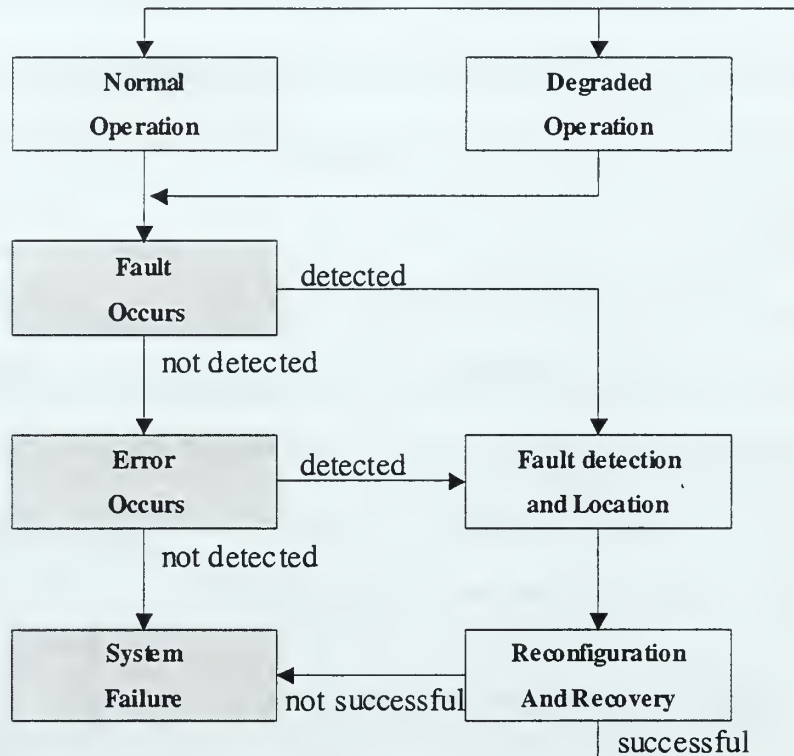 Normal
Operation
Degraded
Operation
Fault
Occurs
detected
not detected
Error
Occurs
detected
Fault detection
and Location
not detected
System
Failure
not successful
Reconfiguration
And Recovery
successful